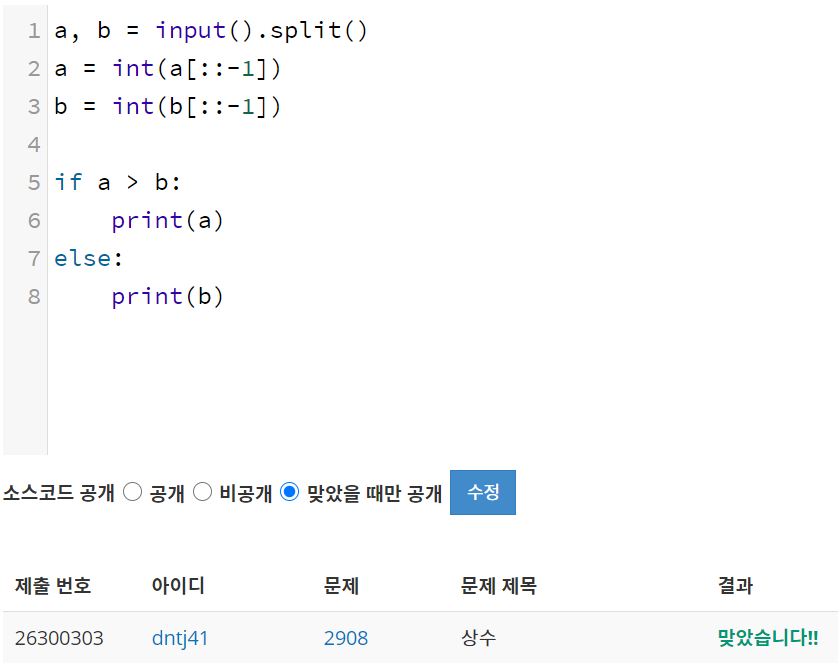 1 a, b = input().split()
2 a = int(a[::-1])
3 b = int(b[::-1])
4
5 if a > b:
6     print(a)
7 else:
8     print(b)
소스코드 공개 공개 비공개 맞았을 때만 공개 수정
제출 번호 아이디 문제 문제 제목 결과
26300303 dntj41 2908 상수 맞았습니다!!